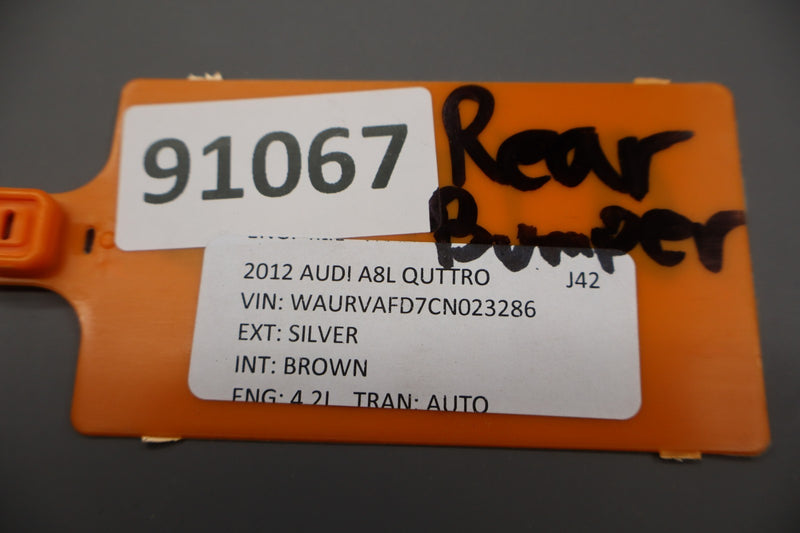 91067
Rear
Bumper
2012 AUDI A8L QUTTRO J42
VIN: WAURVAFD7CN023286
EXT: SILVER
INT: BROWN
ENG: 4.2L TRAN: AUTO